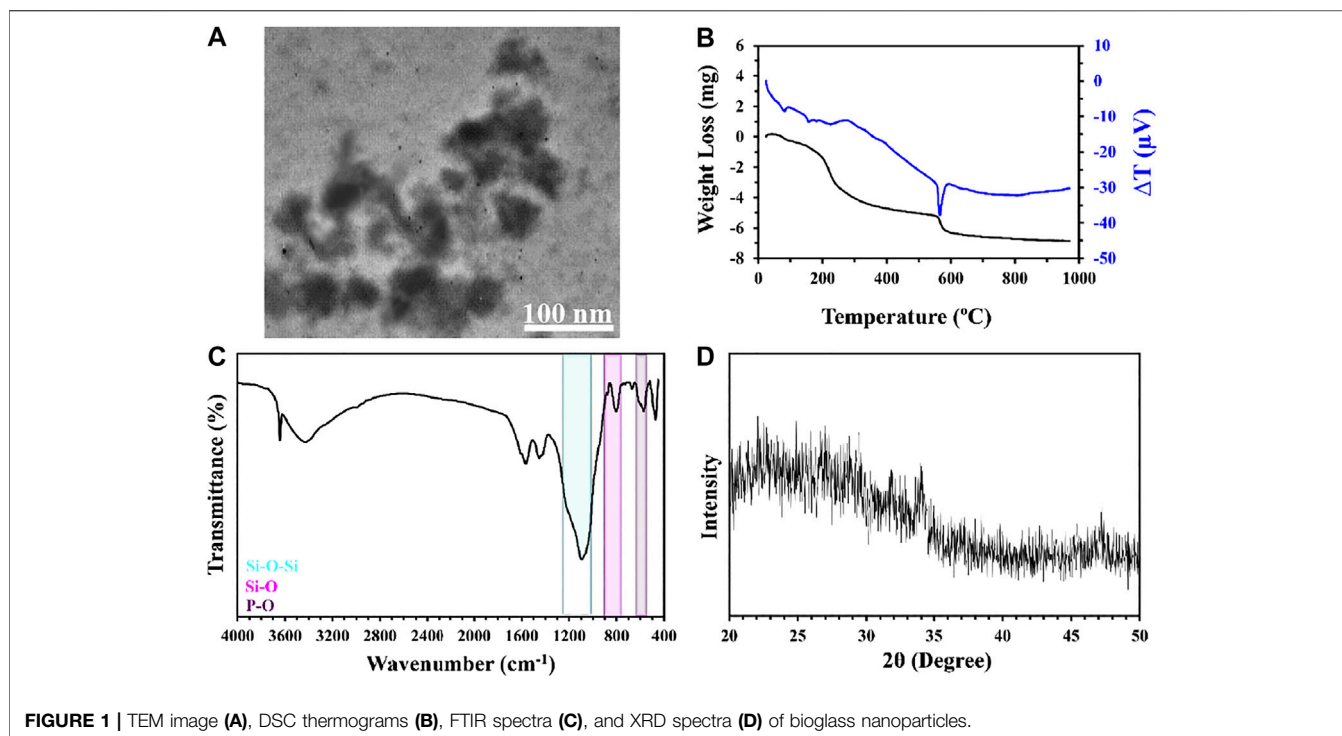 A
100 nm
B
6
4
2
0
-2
-4
-6
-8
Weight Loss (mg)
0
200
400
600
800
1000
Temperature (ºC)
10
0
-10
-20
-30
-40
-50
ΔT (µV)
C
Transmittance (%)
Si-O-Si
Si-O
P-O
4000 3600 2800 2400 1600 1200 800 400
Wavenumber (cm⁻¹)
D
Intensity
20 25 30 35 40 45 50
2θ (Degree)
FIGURE 1 | TEM image (A), DSC thermograms (B), FTIR spectra (C), and XRD spectra (D) of bioglass nanoparticles.